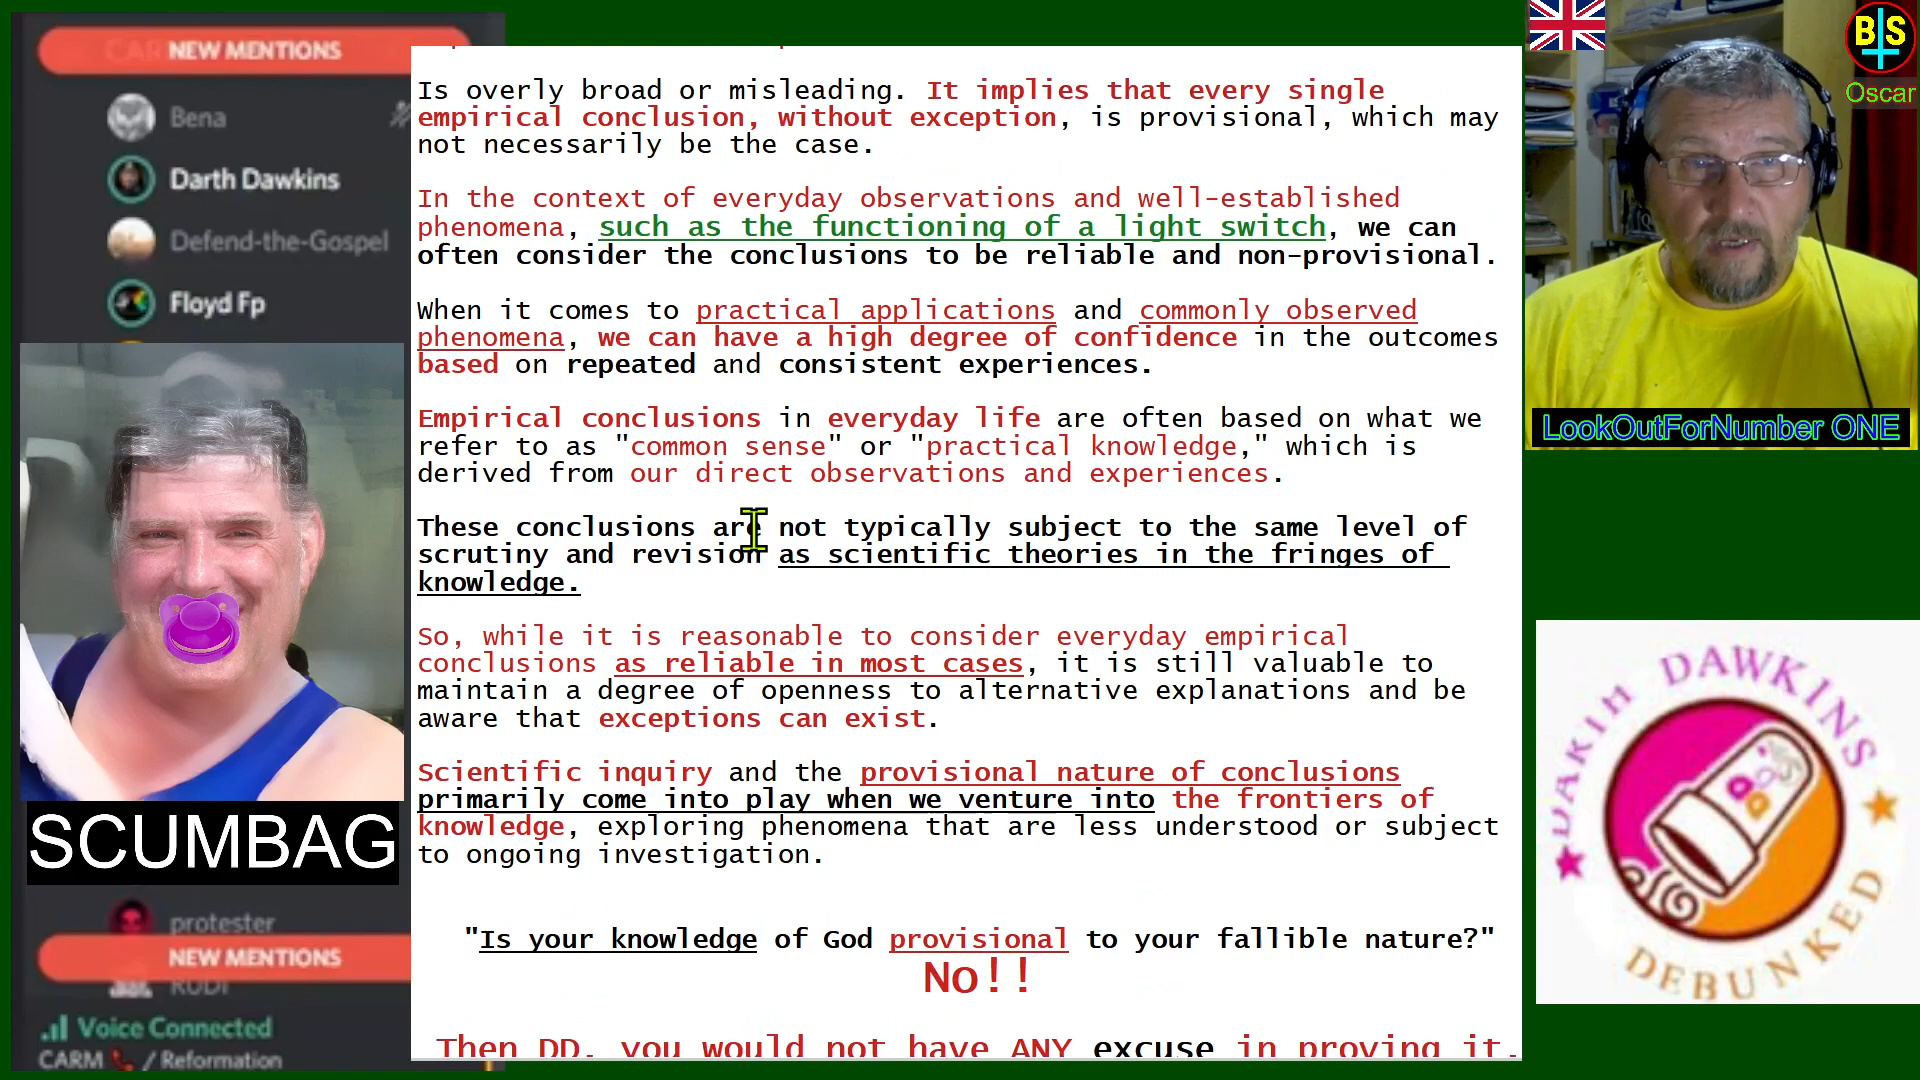 NEW MENTIONS
Bena
Darth Dawkins
Defend-the-Gospel
Floyd Fp
SCUMBAG
protester
NEW MENTIONS
RUDI
Voice Connected
CARM / Reformation
Is overly broad or misleading. It implies that every single
empirical conclusion, without exception, is provisional, which may
not necessarily be the case.
In the context of everyday observations and well-established
phenomena, such as the functioning of a light switch, we can
often consider the conclusions to be reliable and non-provisional.
When it comes to practical applications and commonly observed
phenomena, we can have a high degree of confidence in the outcomes
based on repeated and consistent experiences.
Empirical conclusions in everyday life are often based on what we
refer to as "common sense" or "practical knowledge," which is
derived from our direct observations and experiences.
These conclusions are not typically subject to the same level of
scrutiny and revision as scientific theories in the fringes of
knowledge.
So, while it is reasonable to consider everyday empirical
conclusions as reliable in most cases, it is still valuable to
maintain a degree of openness to alternative explanations and be
aware that exceptions can exist.
Scientific inquiry and the provisional nature of conclusions
primarily come into play when we venture into the frontiers of
knowledge, exploring phenomena that are less understood or subject
to ongoing investigation.
"Is your knowledge of God provisional to your fallible nature?"
No!!
Then DD, you would not have ANY excuse in proving it.
BS
Oscar
LookOutForNumber ONE
DARTH DAWKINS
DEBUNKED